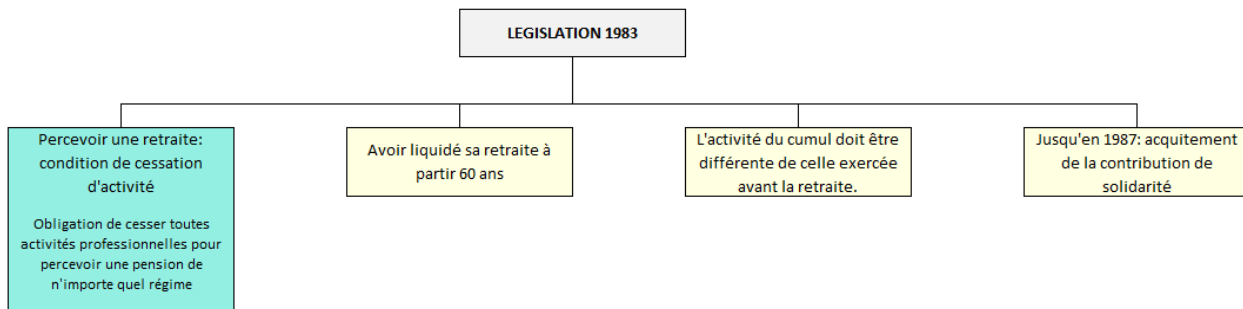 LEGISLATION 1983
Percevoir une retraite:
condition de cessation
d'activité
Obligation de cesser toutes
activités professionnelles pour
percevoir une pension de
n'importe quel régime
Avoir liquidé sa retraite à
partir 60 ans
L'activité du cumul doit être
différente de celle exercée
avant la retraite.
Jusqu'en 1987: acquitement
de la contribution de
solidarité